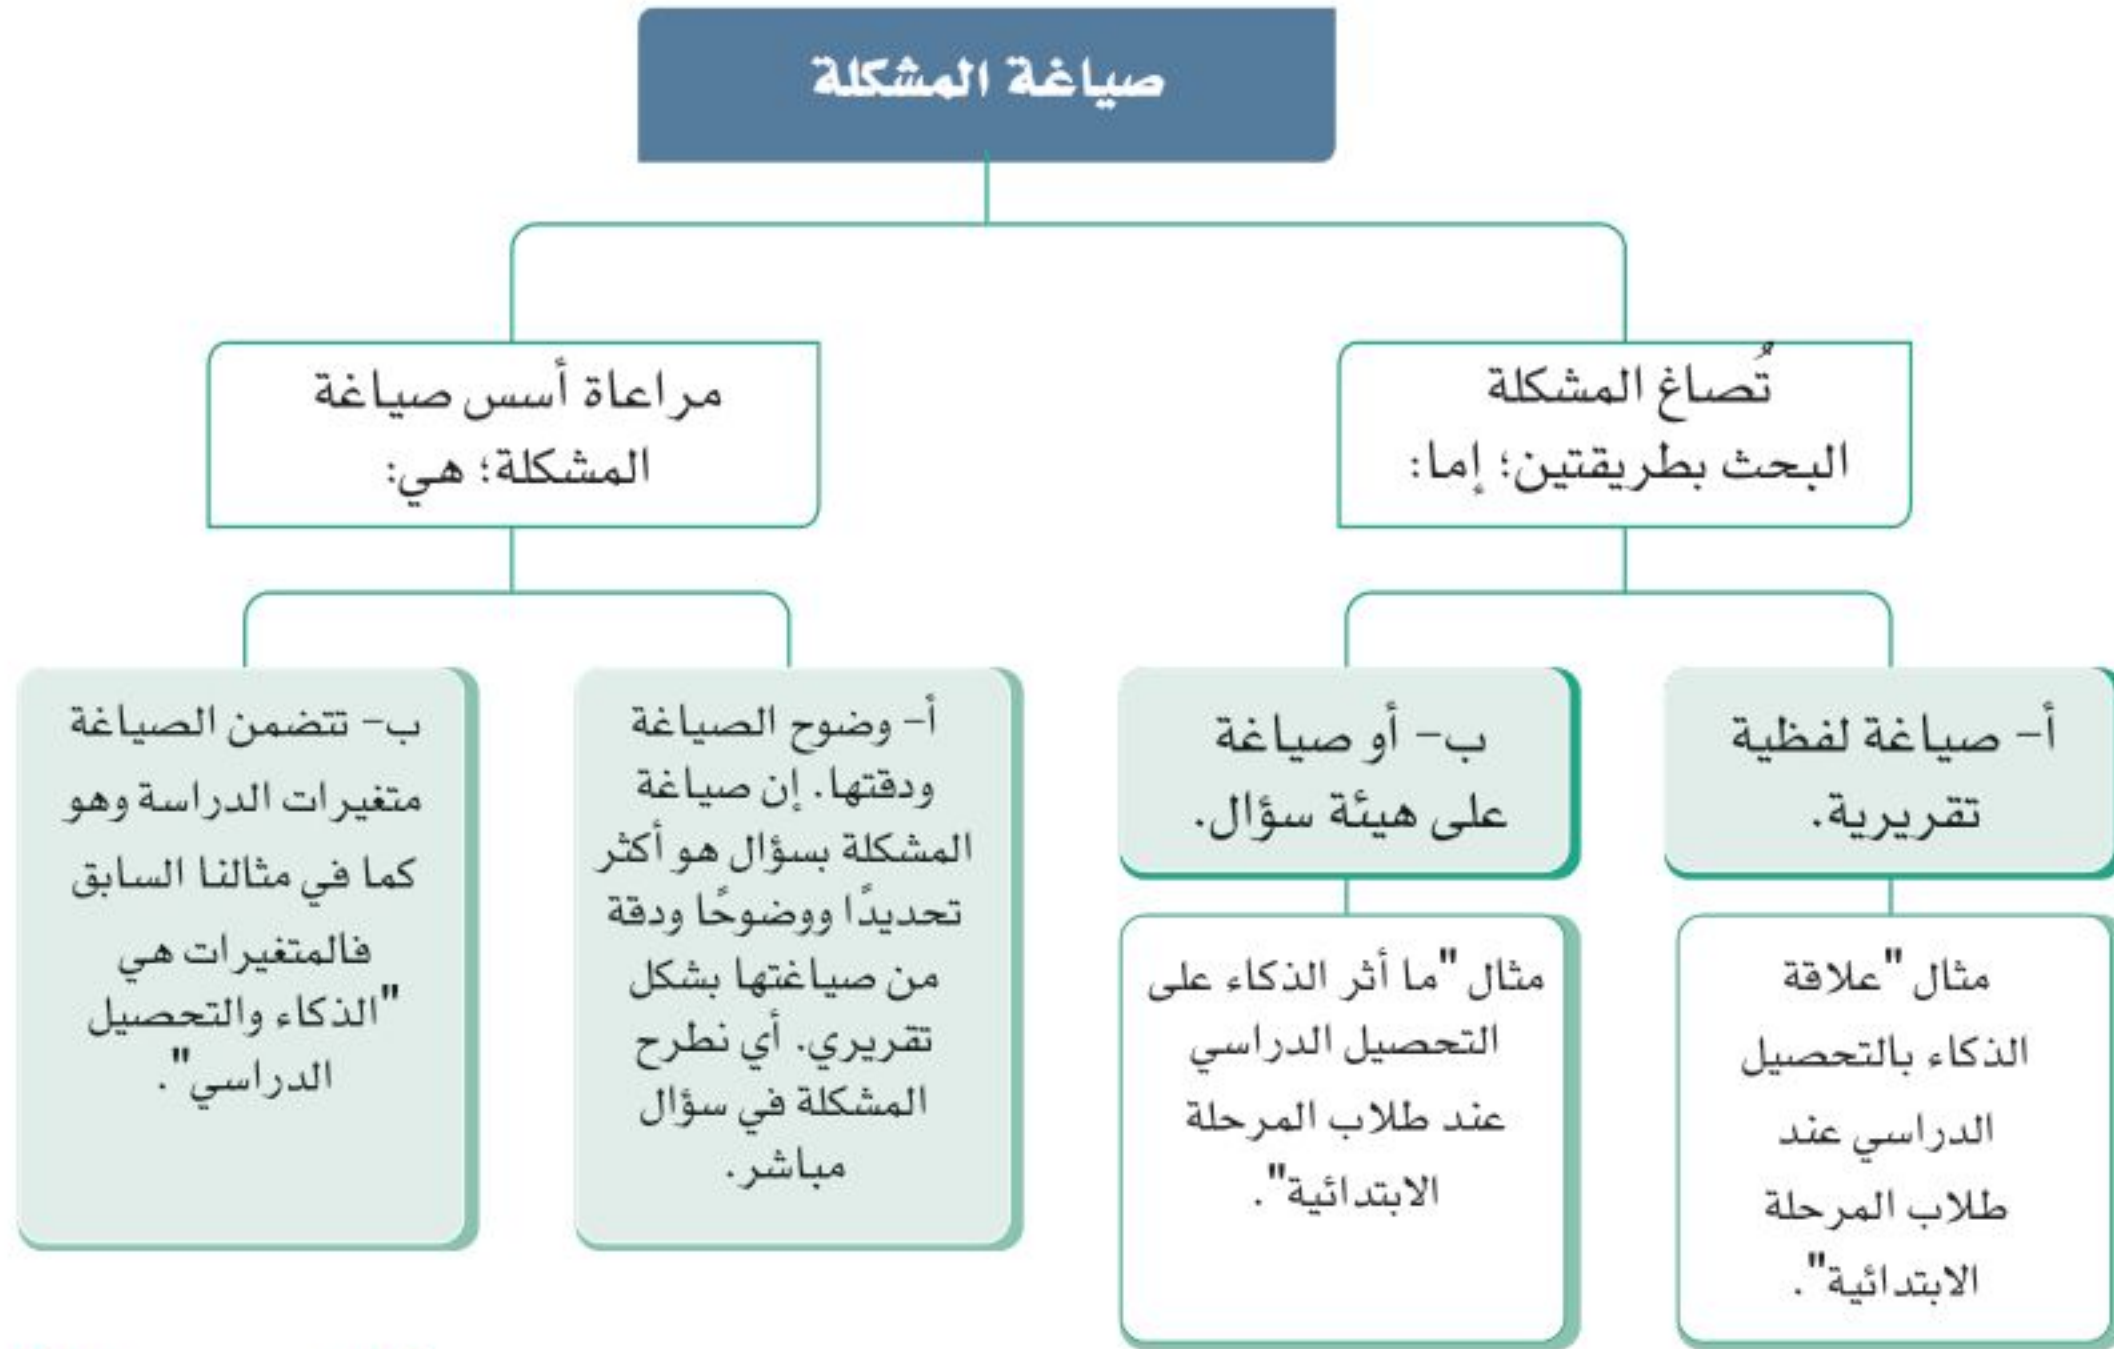 صياغة المشكلة
تُصاغ المشكلة
البحث بطريقتين؛ إما:
أ- صياغة لفظية
تقريرية.
مثال "علاقة
الذكاء بالتحصيل
الدراسي عند
طلاب المرحلة
الابتدائية".
ب- أو صياغة
على هيئة سؤال.
مثال "ما أثر الذكاء على
التحصيل الدراسي
عند طلاب المرحلة
الابتدائية".
مراعاة أسس صياغة
المشكلة؛ هي:
أ- وضوح الصياغة
ودقتها. إن صياغة
المشكلة بسؤال هو أكثر
تحديدًا ووضوحًا ودقة
من صياغتها بشكل
تقريري. أي نطرح
المشكلة في سؤال
مباشر.
ب- تتضمن الصياغة
متغيرات الدراسة وهو
كما في مثالنا السابق
فالمتغيرات هي
"الذكاء والتحصيل
الدراسي".